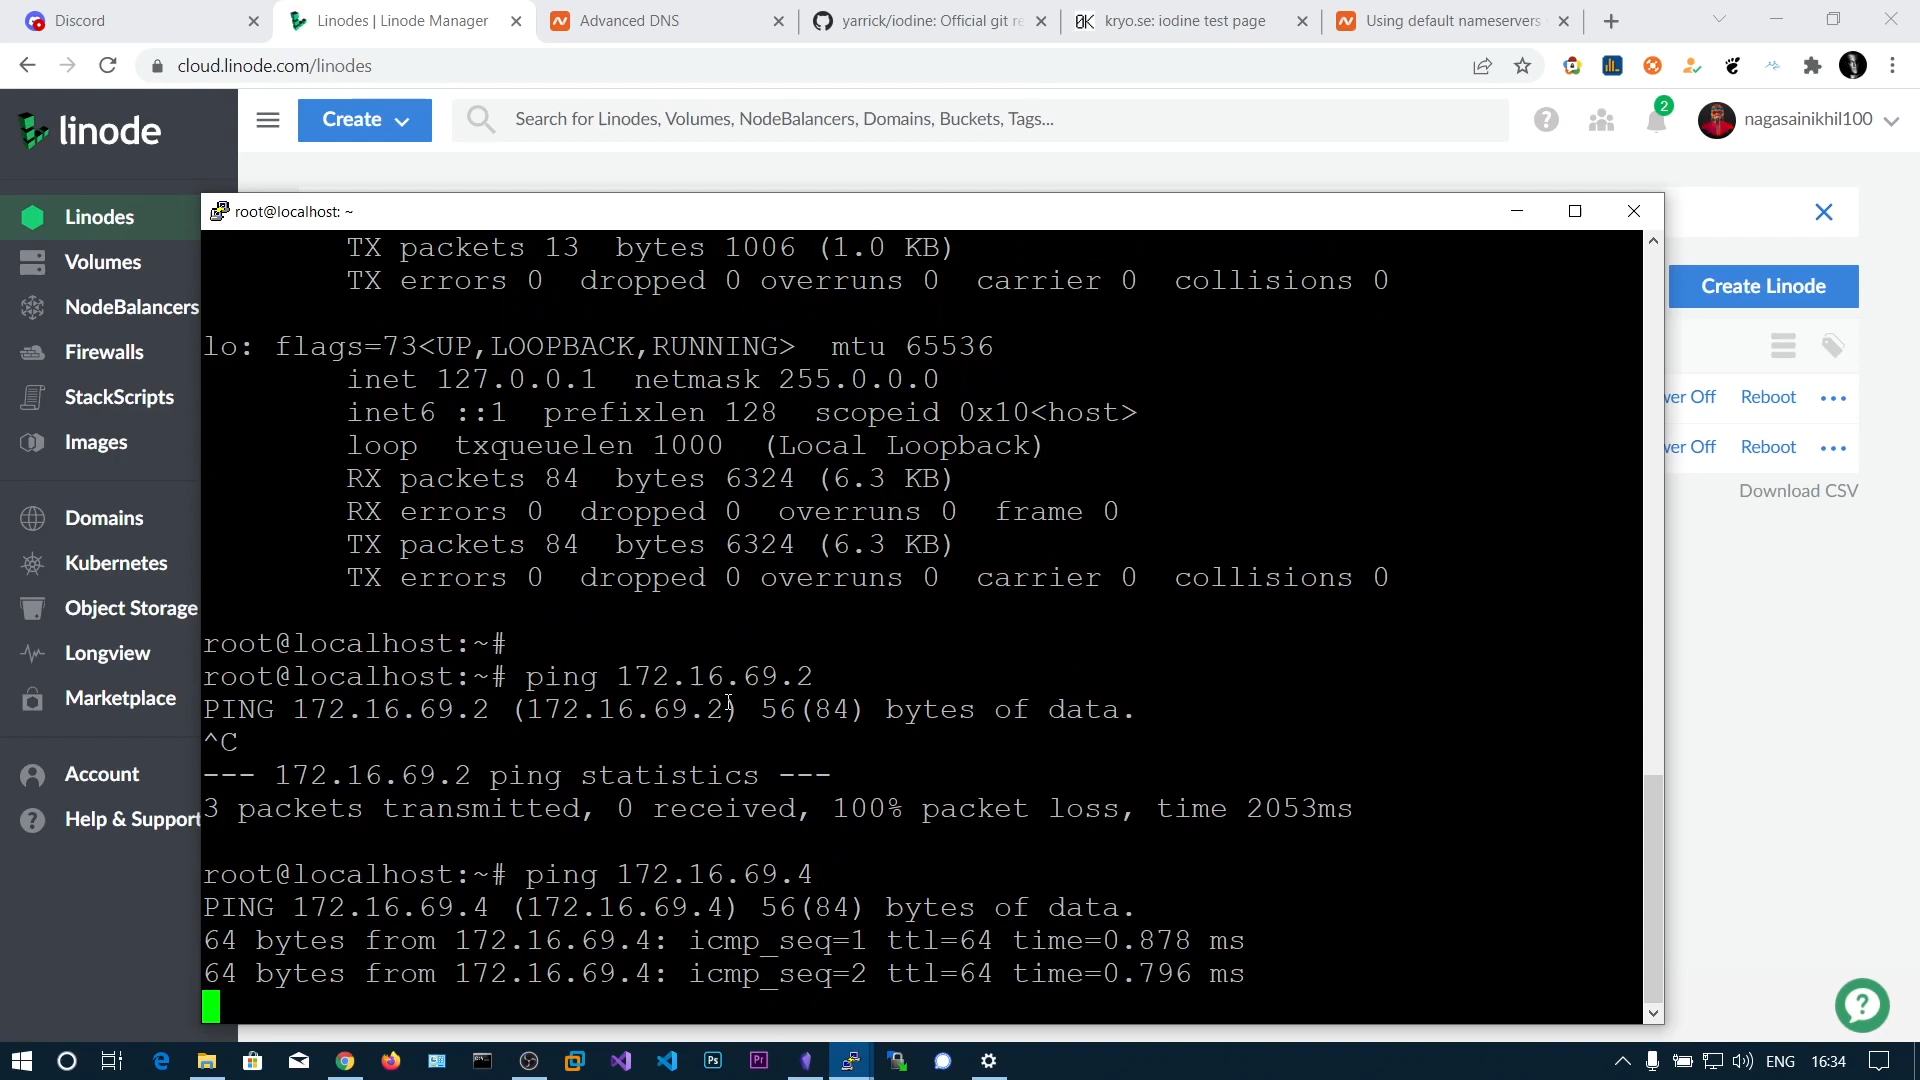 Discord
Linodes | Linode Manager
Advanced DNS
yarrick/iodine: Official git re
kryo.se: iodine test page
Using default nameservers
cloud.linode.com/linodes
linode
Create
Search for Linodes, Volumes, NodeBalancers, Domains, Buckets, Tags...
2
nagasainikhil100
Linodes
Volumes
NodeBalancers
Firewalls
StackScripts
Images
Domains
Kubernetes
Object Storage
Longview
Marketplace
Account
Help & Support
root@localhost: ~
TX packets 13  bytes 1006 (1.0 KB)
TX errors 0  dropped 0 overruns 0  carrier 0  collisions 0
lo: flags=73<UP,LOOPBACK,RUNNING>  mtu 65536
inet 127.0.0.1  netmask 255.0.0.0
inet6 ::1  prefixlen 128  scopeid 0x10<host>
loop  txqueuelen 1000  (Local Loopback)
RX packets 84  bytes 6324 (6.3 KB)
RX errors 0  dropped 0  overruns 0  frame 0
TX packets 84  bytes 6324 (6.3 KB)
TX errors 0  dropped 0 overruns 0  carrier 0  collisions 0
root@localhost:~#
root@localhost:~# ping 172.16.69.2
PING 172.16.69.2 (172.16.69.2) 56(84) bytes of data.
^C
--- 172.16.69.2 ping statistics ---
3 packets transmitted, 0 received, 100% packet loss, time 2053ms
root@localhost:~# ping 172.16.69.4
PING 172.16.69.4 (172.16.69.4) 56(84) bytes of data.
64 bytes from 172.16.69.4: icmp_seq=1 ttl=64 time=0.878 ms
64 bytes from 172.16.69.4: icmp_seq=2 ttl=64 time=0.796 ms
Create Linode
wer Off Reboot
wer Off Reboot
Download CSV
ENG
16:34